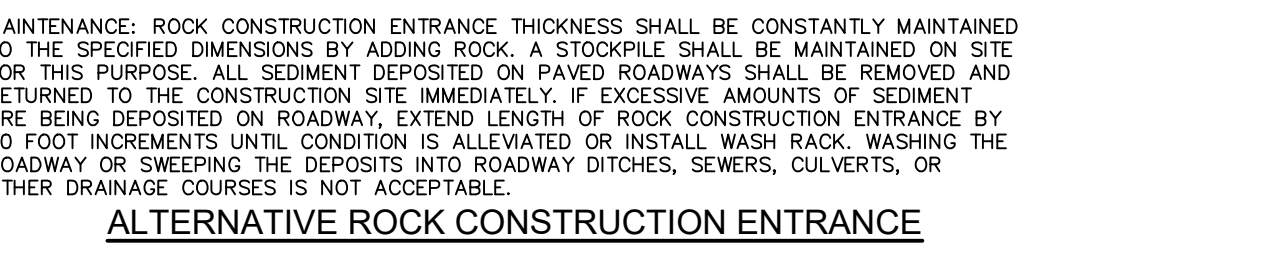 AINTENANCE: ROCK CONSTRUCTION ENTRANCE THICKNESS SHALL BE CONSTANTLY MAINTAINED
O THE SPECIFIED DIMENSIONS BY ADDING ROCK. A STOCKPILE SHALL BE MAINTAINED ON SITE
OR THIS PURPOSE. ALL SEDIMENT DEPOSITED ON PAVED ROADWAYS SHALL BE REMOVED AND
ETURNED TO THE CONSTRUCTION SITE IMMEDIATELY. IF EXCESSIVE AMOUNTS OF SEDIMENT
RE BEING DEPOSITED ON ROADWAY, EXTEND LENGTH OF ROCK CONSTRUCTION ENTRANCE BY
0 FOOT INCREMENTS UNTIL CONDITION IS ALLEVIATED OR INSTALL WASH RACK. WASHING THE
OADWAY OR SWEEPING THE DEPOSITS INTO ROADWAY DITCHES, SEWERS, CULVERTS, OR
THER DRAINAGE COURSES IS NOT ACCEPTABLE.
ALTERNATIVE ROCK CONSTRUCTION ENTRANCE